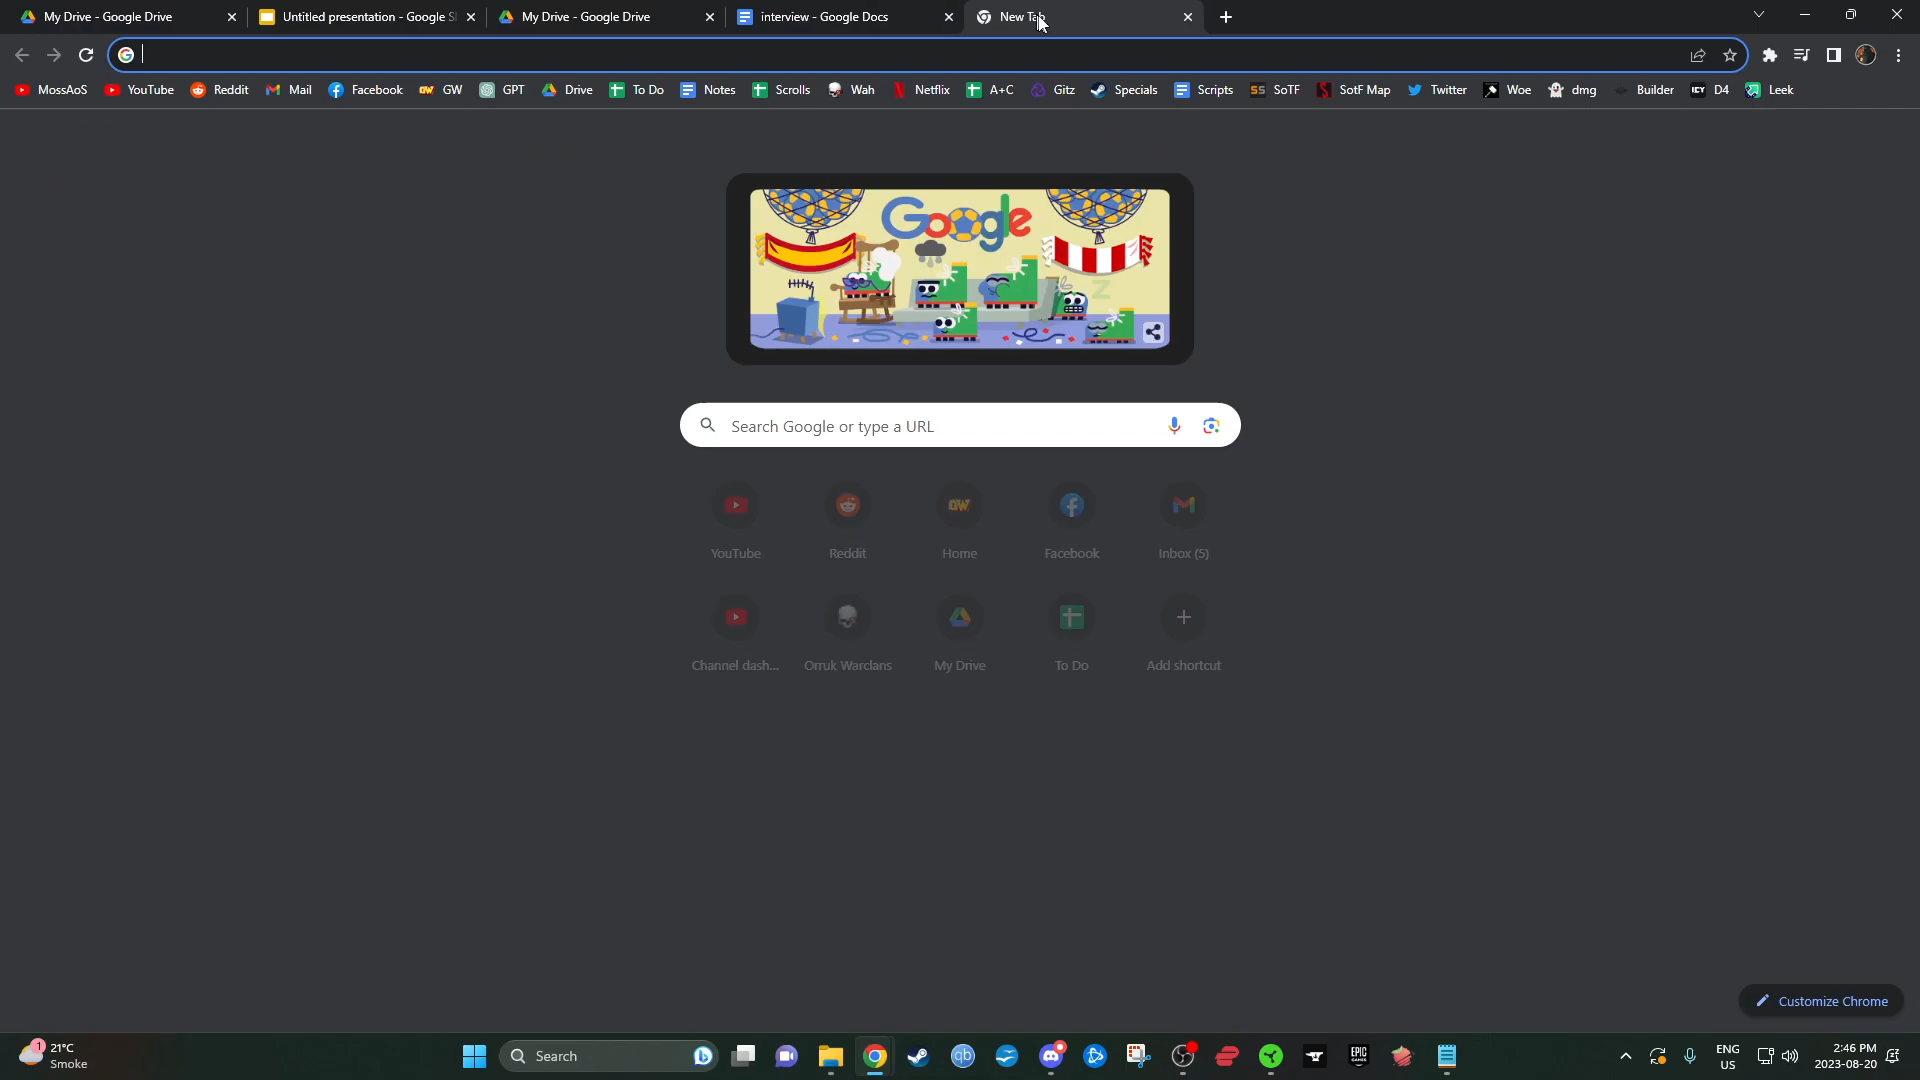 My Drive - Google Drive
Untitled presentation - Google Sl
My Drive - Google Drive
interview - Google Docs
New Tab
MossAoS
YouTube
Reddit
Mail
Facebook
GW
GPT
Drive
To Do
Notes
Scrolls
Wah
Netflix
A+C
Gitz
Specials
Scripts
SoTF
SotF Map
Twitter
Woe
dmg
Builder
D4
Leek
Google
Z
Search Google or type a URL
YouTube
Reddit
Home
Facebook
Inbox (5)
Channel dash...
Orruk Warclans
My Drive
To Do
Add shortcut
Customize Chrome
1
21°C
Smoke
Search
ENG
US
2:46 PM
2023-08-20